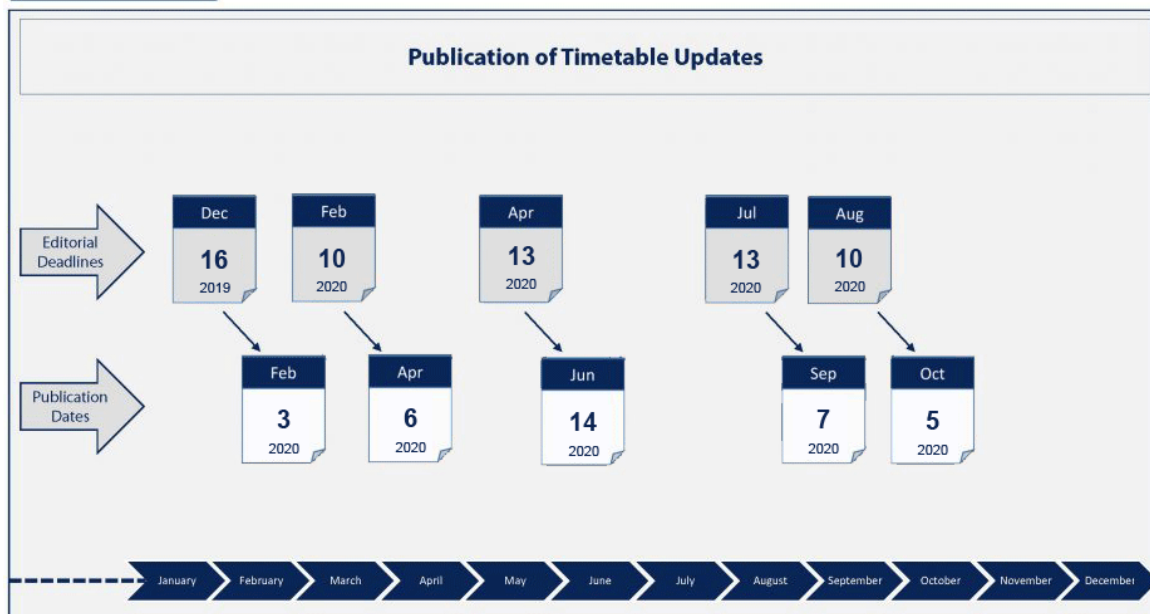 Publication of Timetable Updates
Editorial
Deadlines
Dec
16
2019
Feb
10
2020
Apr
13
2020
Jul
13
2020
Aug
10
2020
Publication
Dates
Feb
3
2020
Apr
6
2020
Jun
14
2020
Sep
7
2020
Oct
5
2020
January
February
March
April
May
June
July
August
September
October
November
December